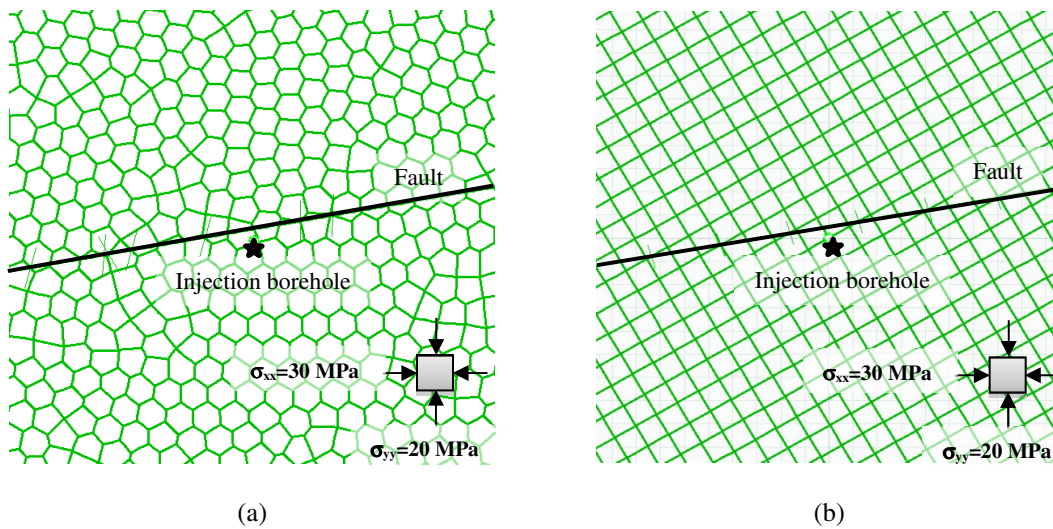 Fault
Injection borehole
σxx=30 MPa
σyy=20 MPa
(a)
Fault
Injection borehole
σxx=30 MPa
σyy=20 MPa
(b)